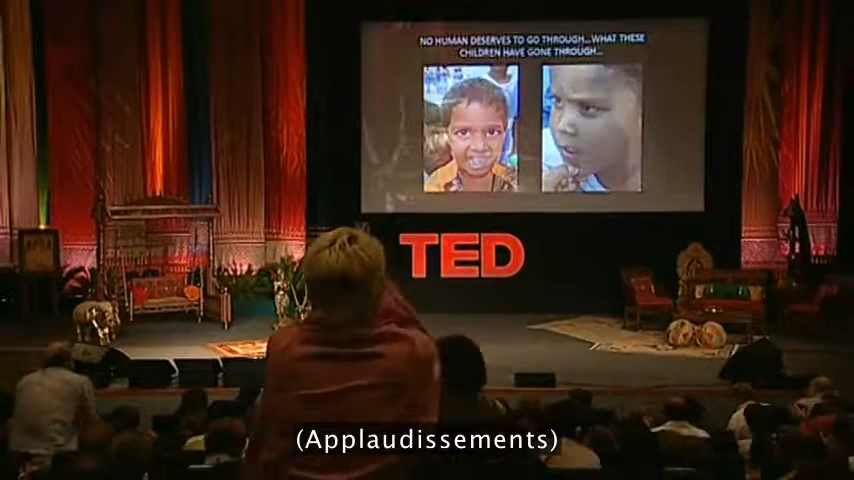 NO HUMAN DESERVES TO GO THROUGH...WHAT THESE
CHILDREN HAVE GONE THROUGH...
TED
(Applaudissements)